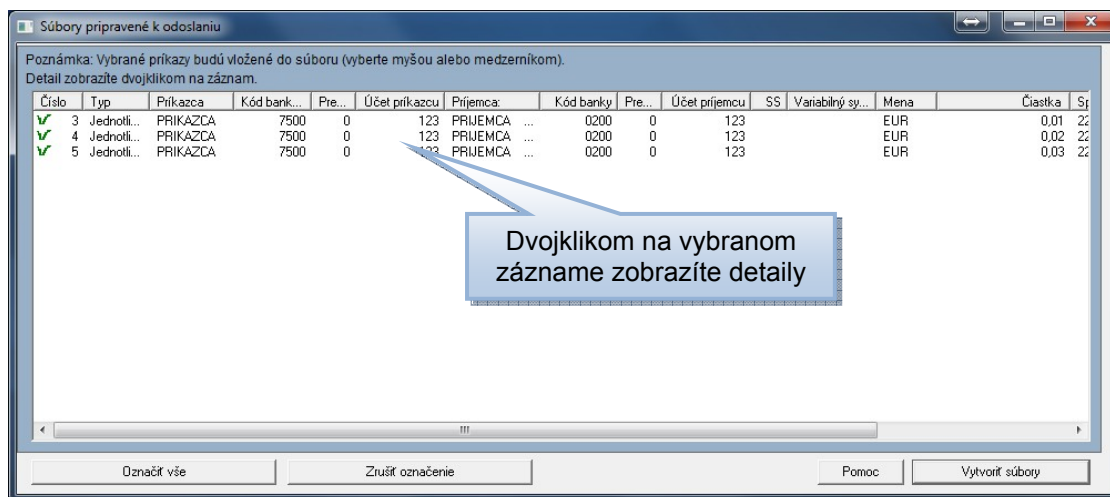 Súbory pripravené k odoslaniu
Poznámka: Vybrané príkazy budú vložené do súboru (vyberte myšou alebo medzerníkom).
Detail zobrazíte dvojklikom na záznam.
Číslo Typ Príkazca Kód bank... Pre... Účet príkazcu Príjemca: Kód banky Pre... Účet príjemcu SS Variabilný sy... Mena Čiastka
3 Jednotli... PRIKAZCA 7500 0 123 PRIJEMCA ... 0200 0 123 EUR 0,01 22
4 Jednotli... PRIKAZCA 7500 0 123 PRIJEMCA ... 0200 0 123 EUR 0,02 22
5 Jednotli... PRIKAZCA 7500 0 123 PRIJEMCA ... 0200 0 123 EUR 0,03 22
Dvojklikom na vybranom
zázname zobrazíte detaily
Označiť vše Zrušiť označenie Pomoc Vytvoriť súbory